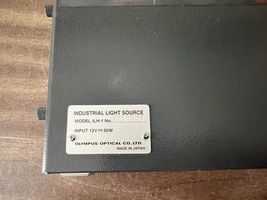 INDUSTRIAL LIGHT SOURCE
MODEL ILH-1 No.
INPUT 12V ⎓ 50W
OLYMPUS OPTICAL CO., LTD.
MADE IN JAPAN